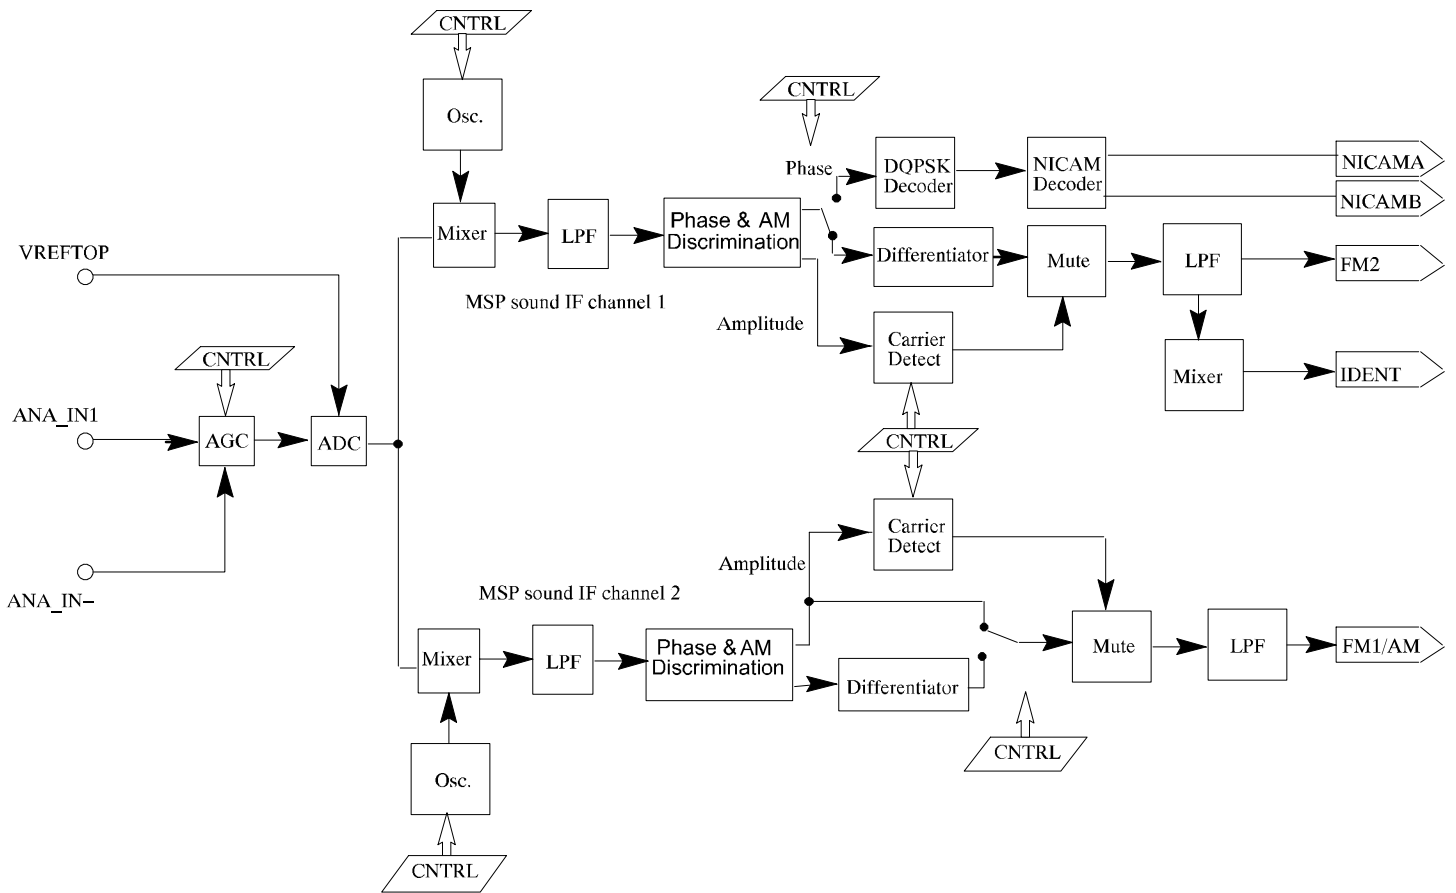 CNTRL
Osc.
CNTRL
Phase
DQPSK
Decoder
NICAM
Decoder
NICAMA
NICAMB
Mixer
LPF
Phase & AM
Discrimination
Differentiator
Mute
LPF
FM2
VREFTOP
MSP sound IF channel 1
Amplitude
Carrier
Detect
Mixer
IDENT
CNTRL
ANA_IN1
AGC
ADC
CNTRL
Carrier
Detect
Amplitude
ANA_IN–
MSP sound IF channel 2
Mixer
LPF
Phase & AM
Discrimination
Differentiator
Mute
LPF
FM1/AM
CNTRL
Osc.
CNTRL